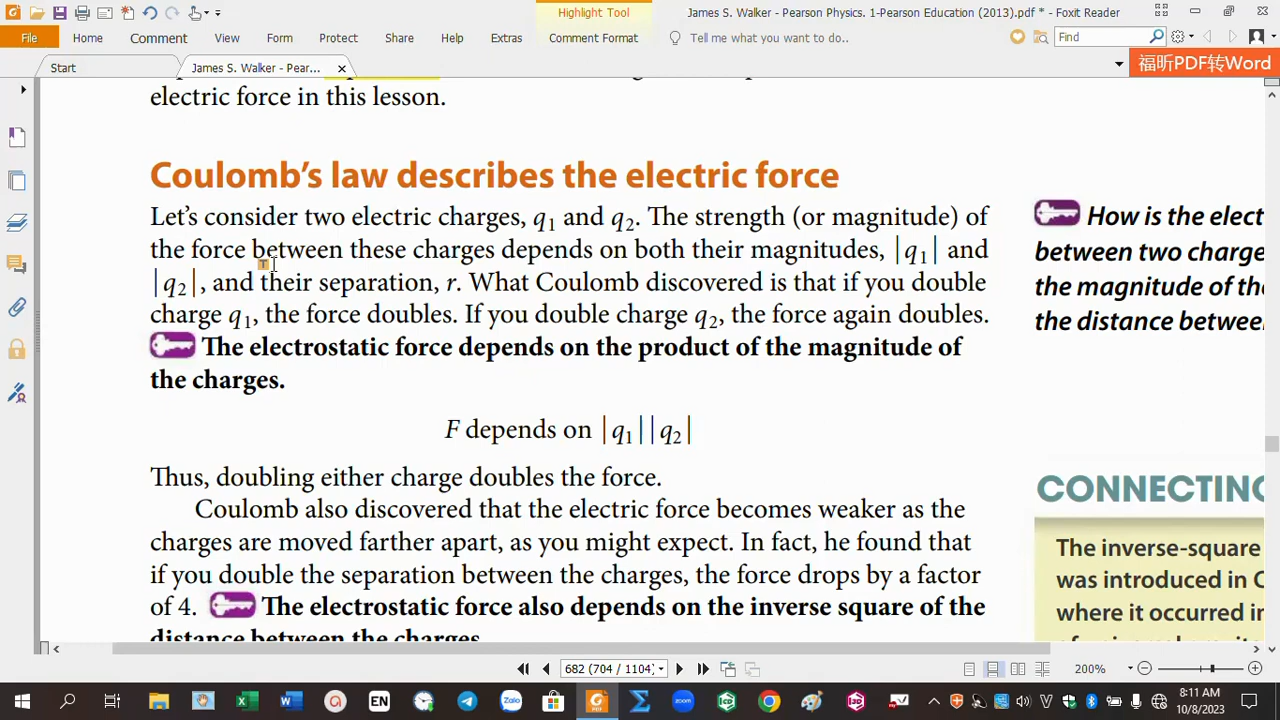 Highlight Tool
James S. Walker - Pearson Physics. 1-Pearson Education (2013).pdf * - Foxit Reader
File Home Comment View Form Protect Share Help Extras Comment Format Tell me what you want to do.. Find
Start James S. Walker - Pear... 福昕PDF转Word
electric force in this lesson.
Coulomb's law describes the electric force
Let's consider two electric charges, q1 and q2. The strength (or magnitude) of
the force between these charges depends on both their magnitudes, |q1| and
|q2|, and their separation, r. What Coulomb discovered is that if you double
charge q1, the force doubles. If you double charge q2, the force again doubles.
The electrostatic force depends on the product of the magnitude of
the charges.
F depends on |q1||q2|
Thus, doubling either charge doubles the force.
Coulomb also discovered that the electric force becomes weaker as the
charges are moved farther apart, as you might expect. In fact, he found that
if you double the separation between the charges, the force drops by a factor
of 4. The electrostatic force also depends on the inverse square of the
distance between the charges.
How is the elect
between two charg
the magnitude of th
the distance betwee
CONNECTING
The inverse-square
was introduced in C
where it occurred in
682 (704 / 1104)
200%
EN
8:11 AM
10/8/2023